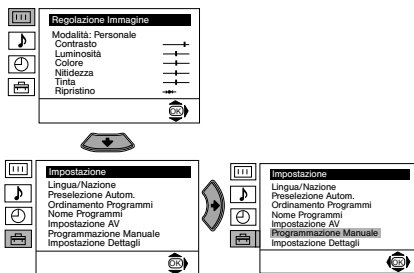 Regolazione Immagine
Modalità: Personale
Contrasto
Luminosità
Colore
Nitidezza
Tinta
Ripristino
OK
Impostazione
Lingua/Nazione
Preselezione Autom.
Ordinamento Programmi
Nome Programmi
Impostazione AV
Programmazione Manuale
Impostazione Dettagli
OK
Impostazione
Lingua/Nazione
Preselezione Autom.
Ordinamento Programmi
Nome Programmi
Impostazione AV
Programmazione Manuale
Impostazione Dettagli
OK